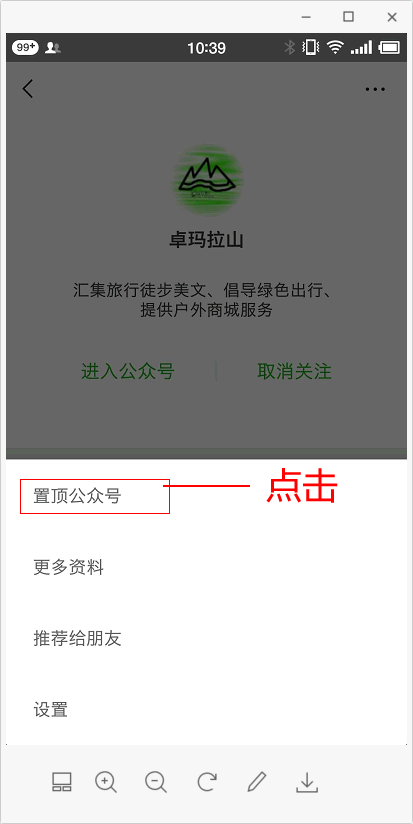 99+
10:39
卓玛拉山
汇集旅行徒步美文、倡导绿色出行、
提供户外商城服务
进入公众号
取消关注
置顶公众号
点击
更多资料
推荐给朋友
设置